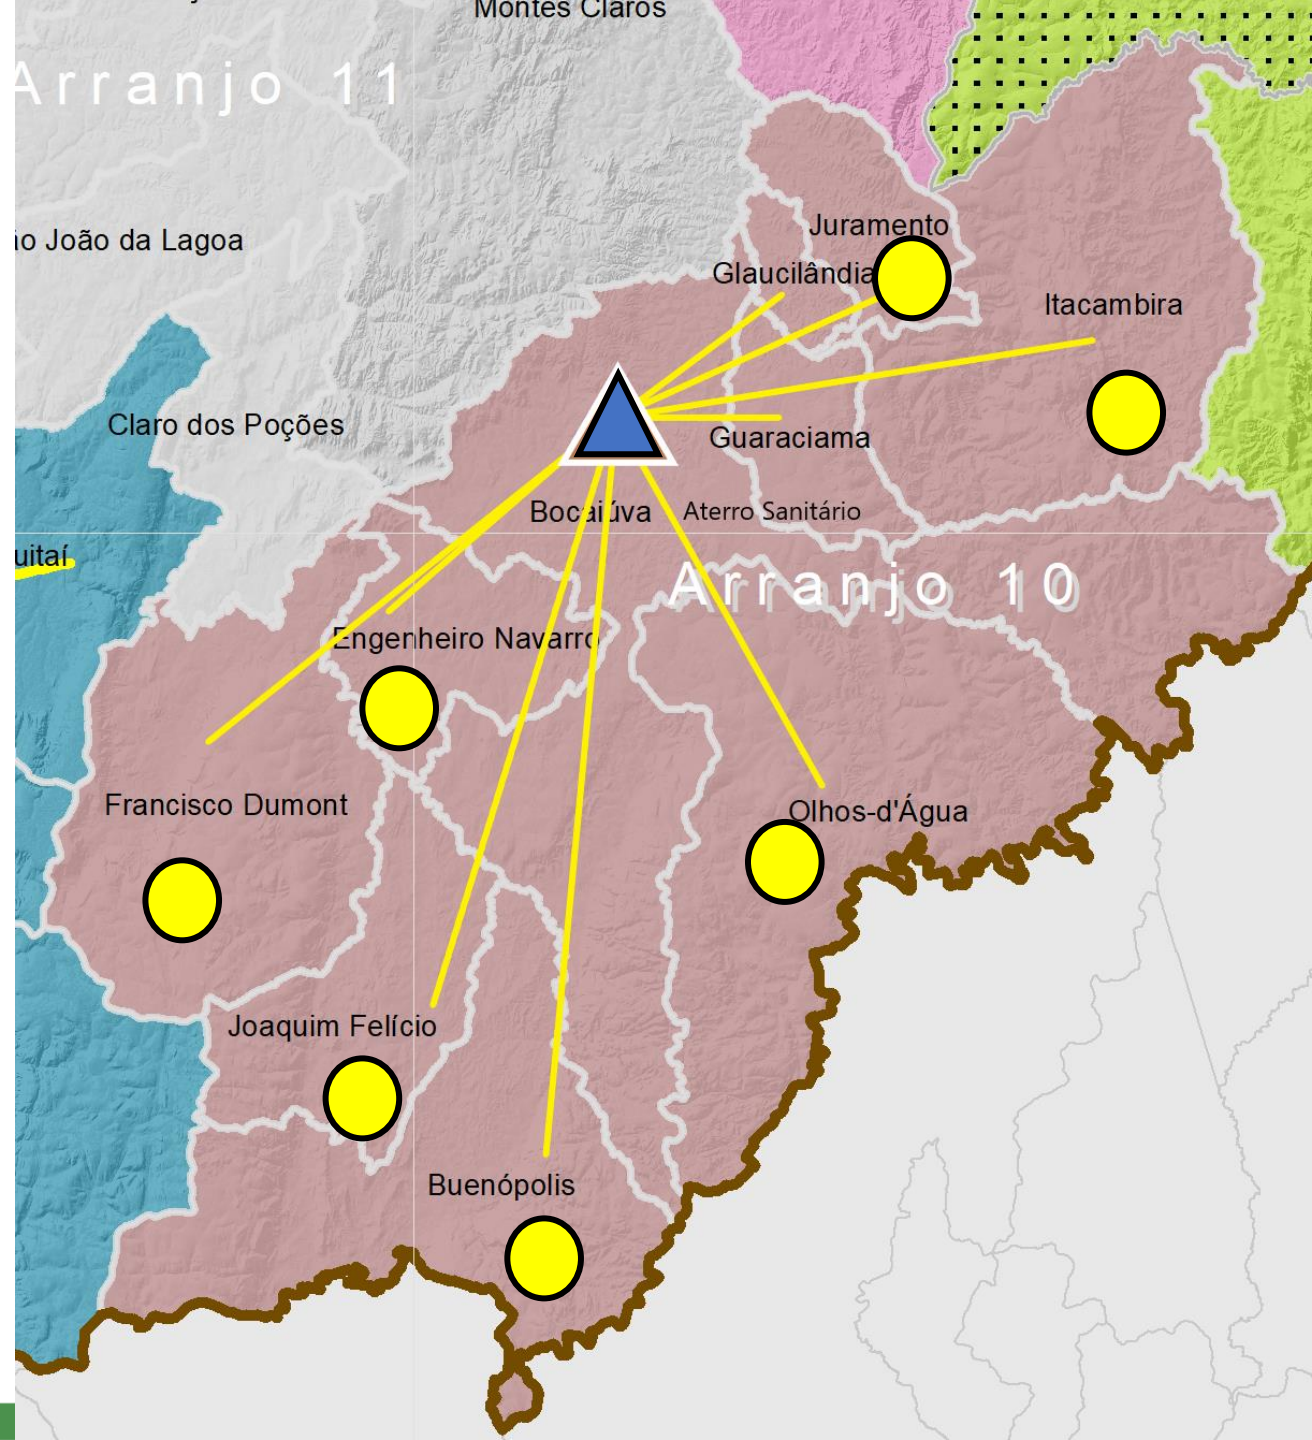 Montes Claros
Arranjo 11
Juramento
io João da Lagoa
Glaucilândia
Itacambira
Claro dos Poções
Guaraciama
Bocaiúva
Aterro Sanitário
uitaí
Arranjo 10
Engenheiro Navarro
Francisco Dumont
Olhos-d'Água
Joaquim Felício
Buenópolis